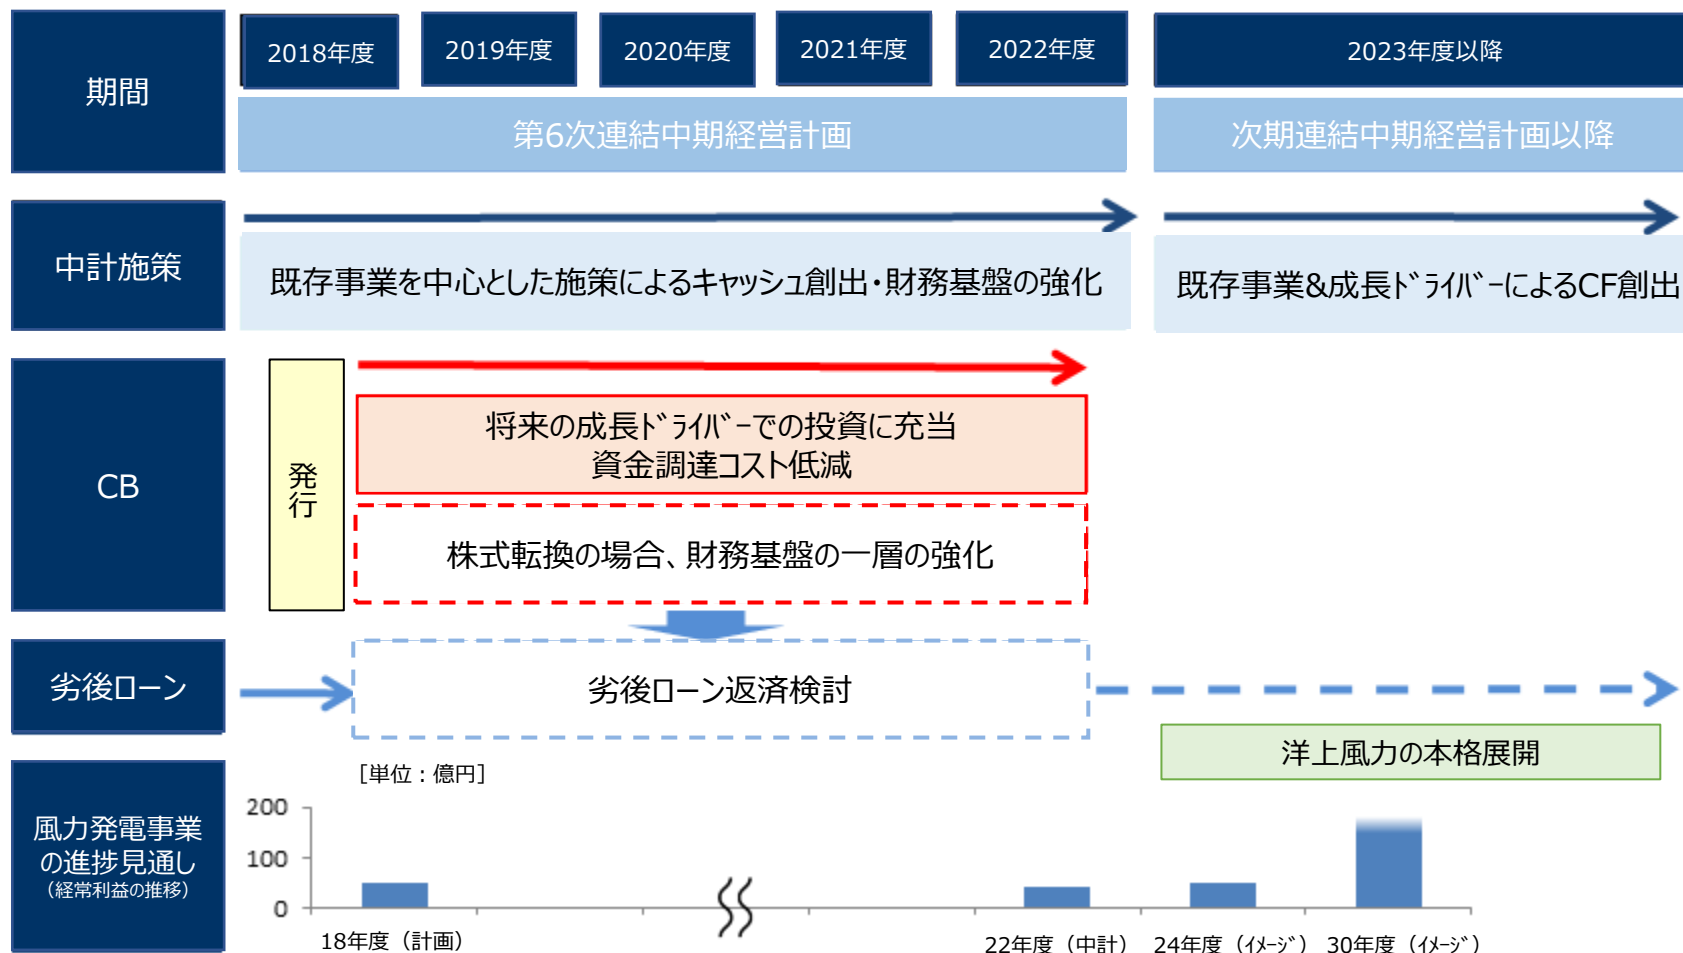 期間
2018年度
2019年度
2020年度
2021年度
2022年度
2023年度以降
第6次連結中期経営計画
次期連結中期経営計画以降
中計施策
既存事業を中心とした施策によるキャッシュ創出・財務基盤の強化
既存事業&成長ﾄﾞﾗｲﾊﾞｰによるCF創出
CB
発行
将来の成長ﾄﾞﾗｲﾊﾞｰでの投資に充当
資金調達コスト低減
株式転換の場合、財務基盤の一層の強化
劣後ローン
劣後ローン返済検討
洋上風力の本格展開
風力発電事業
の進捗見通し
（経常利益の推移）
［単位：億円］
200
100
0
18年度（計画）
22年度（中計）
24年度（ｲﾒｰｼﾞ）
30年度（ｲﾒｰｼﾞ）